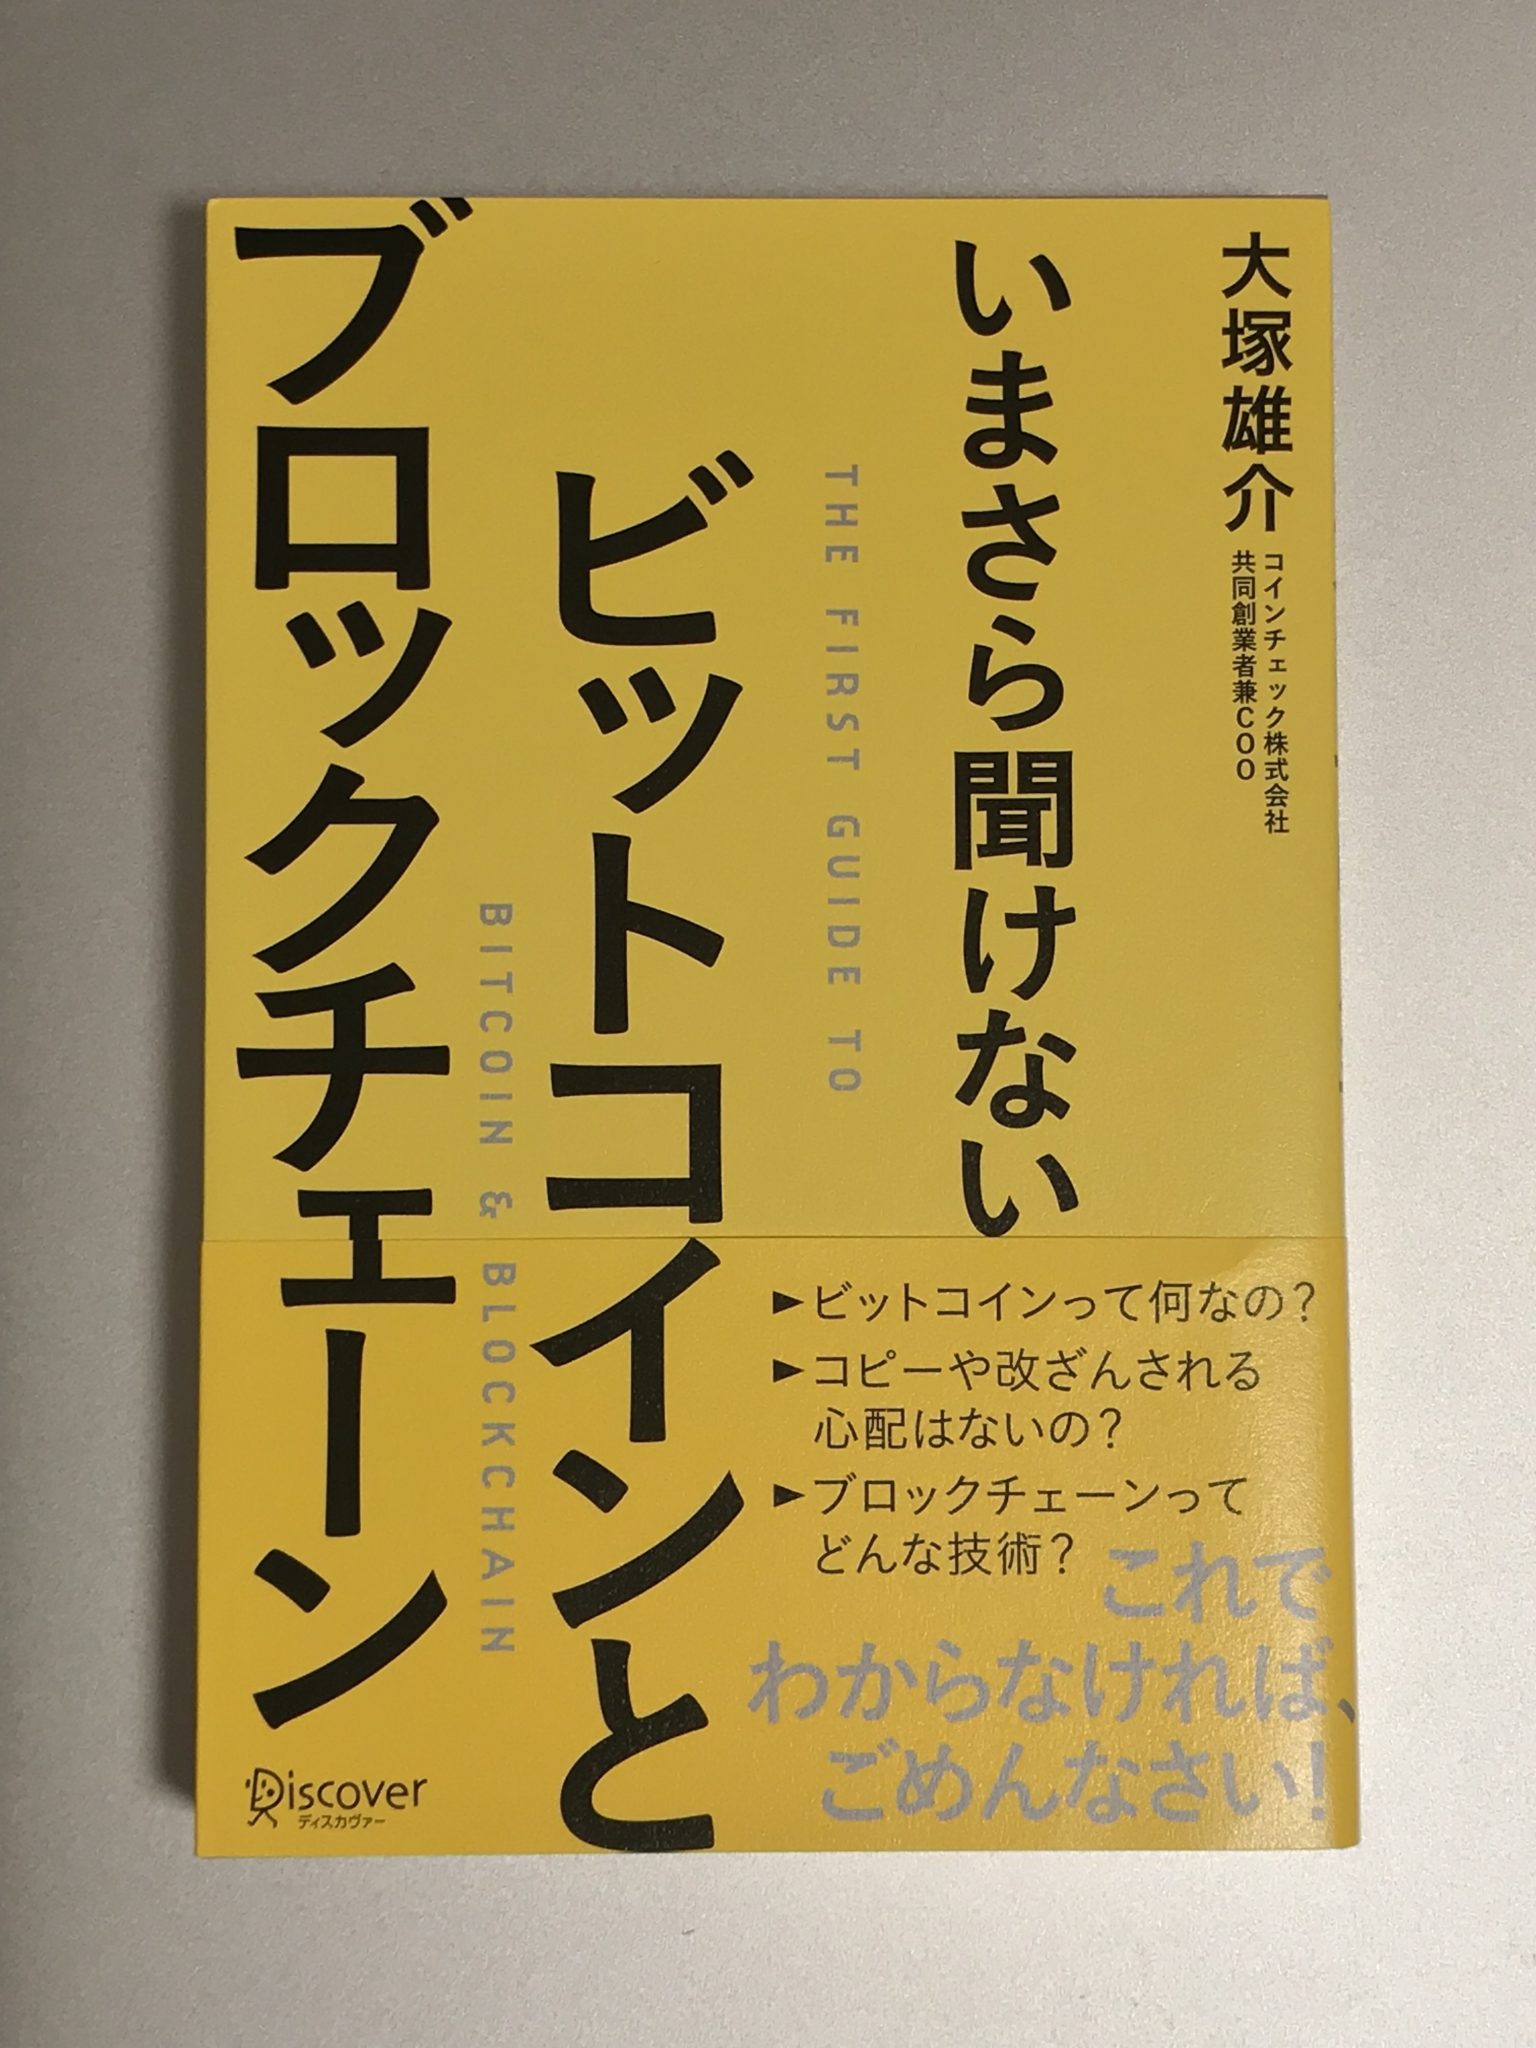 大塚雄介
コインチェック株式会社
共同創業者兼COO
いまさら聞けない
THE FIRST GUIDE TO
ビットコインと
BITCOIN & BLOCKCHAIN
ブロックチェーン
▶ビットコインって何なの？
▶コピーや改ざんされる
心配はないの？
▶ブロックチェーンって
どんな技術？
これで
わからなければ、
ごめんなさい！
Discover
ディスカヴァー